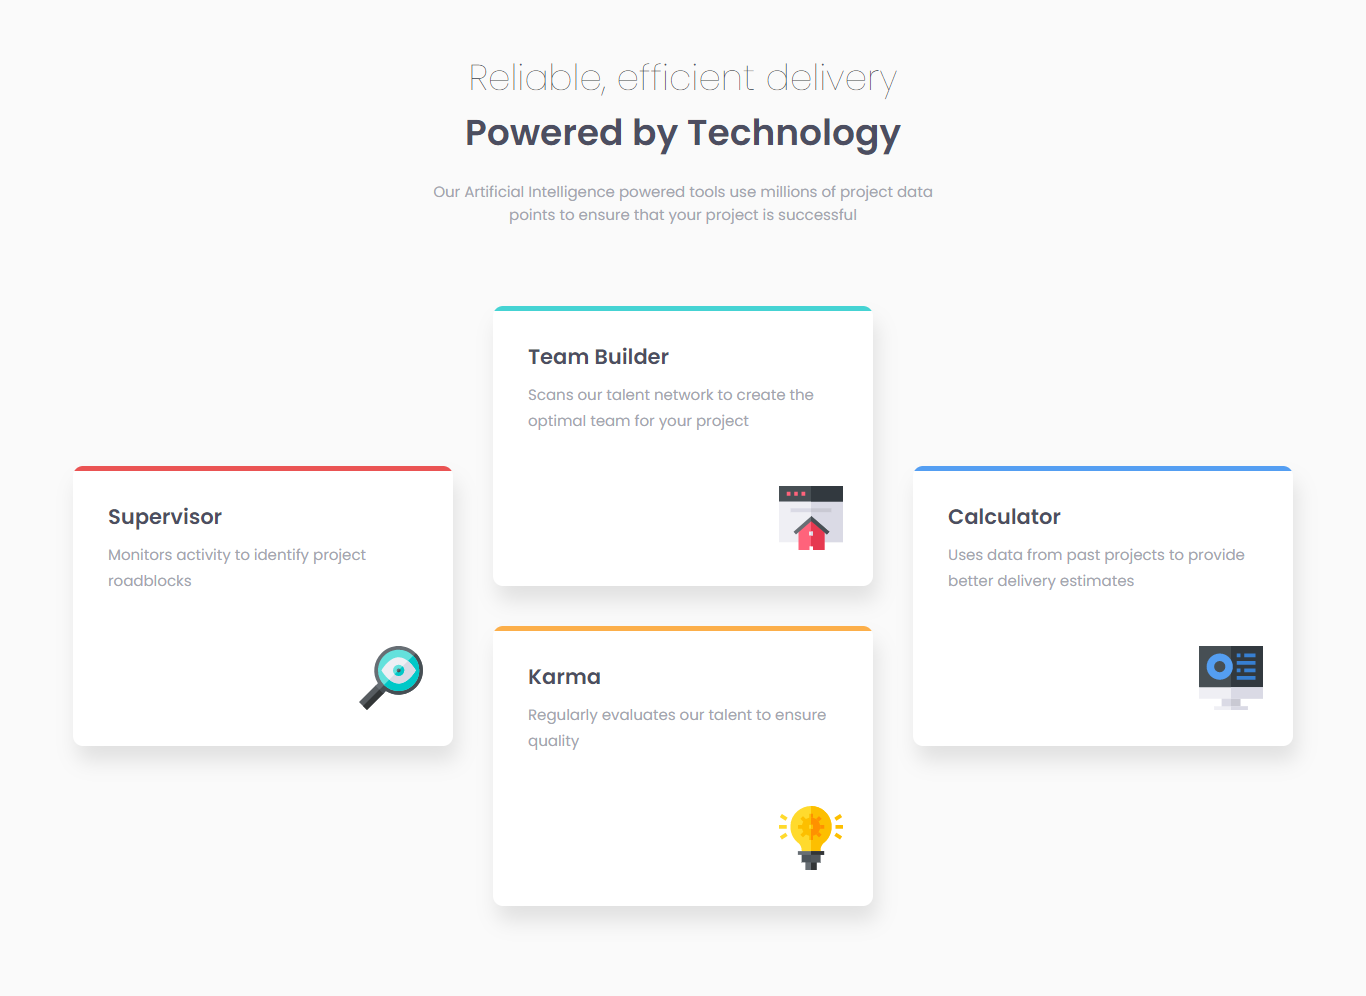 Reliable, efficient delivery
Powered by Technology
Our Artificial Intelligence powered tools use millions of project data
points to ensure that your project is successful
Team Builder
Scans our talent network to create the
optimal team for your project
Supervisor
Monitors activity to identify project
roadblocks
Calculator
Uses data from past projects to provide
better delivery estimates
Karma
Regularly evaluates our talent to ensure
quality